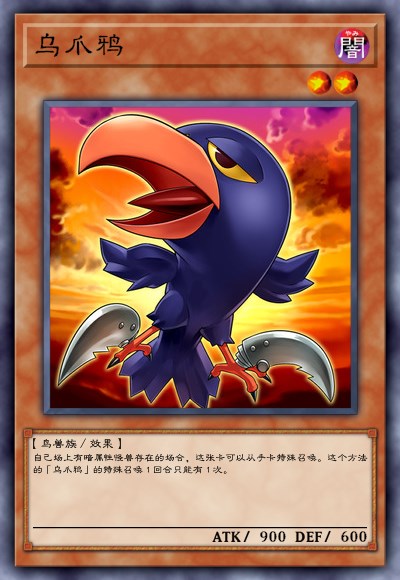 乌爪鸦
闇
やみ
【鸟兽族／效果】
自己场上有暗属性怪兽存在的场合，这张卡可以从手卡特殊召唤。这个方法
的「乌爪鸦」的特殊召唤1回合只能有1次。
ATK/ 900 DEF/ 600